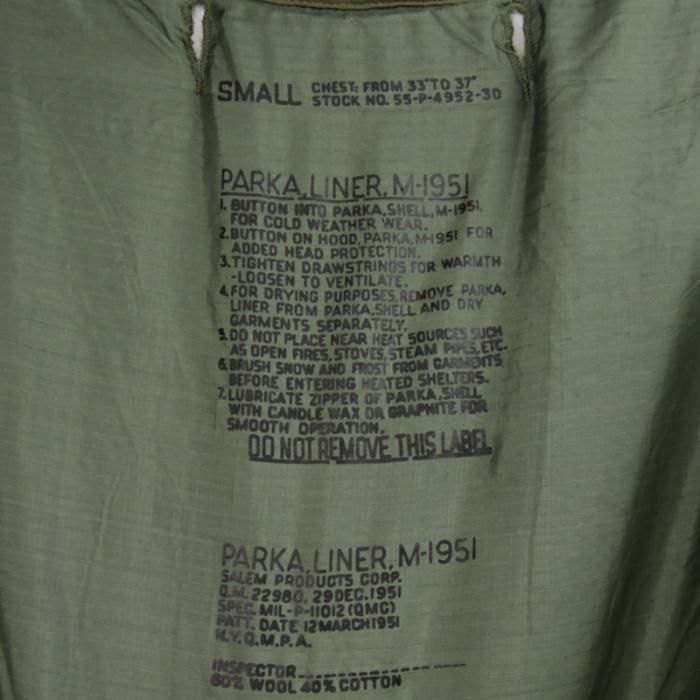 SMALL CHEST: FROM 33" TO 37"
STOCK NO. 55-P-4952-30
PARKA, LINER, M-1951
1. BUTTON INTO PARKA, SHELL, M-1951,
FOR COLD WEATHER WEAR.
2. BUTTON ON HOOD, PARKA, M-1951 FOR
ADDED HEAD PROTECTION.
3. TIGHTEN DRAWSTRINGS FOR WARMTH
-LOOSEN TO VENTILATE.
4. FOR DRYING PURPOSES, REMOVE PARKA,
LINER FROM PARKA, SHELL AND DRY
GARMENTS SEPARATELY.
5. DO NOT PLACE NEAR HEAT SOURCES SUCH
AS OPEN FIRES, STOVES, STEAM PIPES, ETC.
6. BRUSH SNOW AND FROST FROM GARMENTS
BEFORE ENTERING HEATED SHELTERS.
7. LUBRICATE ZIPPER OF PARKA, SHELL
WITH CANDLE WAX OR GRAPHITE FOR
SMOOTH OPERATION.
DO NOT REMOVE THIS LABEL
PARKA, LINER, M-1951
SALEM PRODUCTS CORP.
Q.M. 22980, 29 DEC. 1951
SPEC. MIL-P-11012 (QMC)
PATT. DATE 12 MARCH 1951
N.Y.Q.M.P.A.
INSPECTOR
60% WOOL 40% COTTON